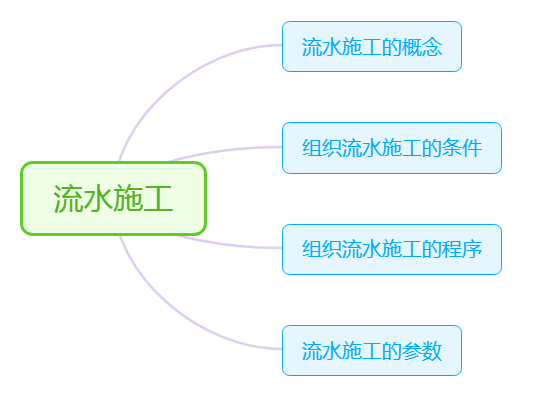 流水施工的概念
组织流水施工的条件
流水施工
组织流水施工的程序
流水施工的参数